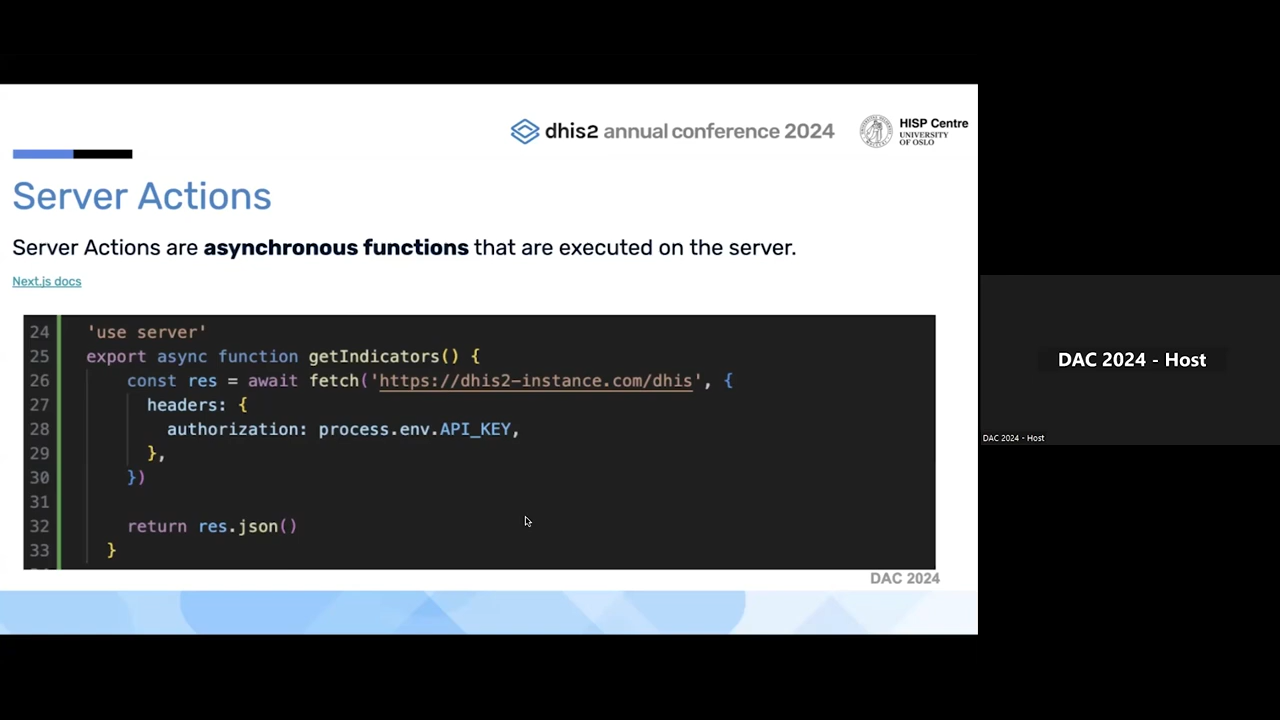 dhis2 annual conference 2024
HISP Centre
UNIVERSITY
OF OSLO
Server Actions
Server Actions are asynchronous functions that are executed on the server.
Next.js docs
24 'use server'
25 export async function getIndicators() {
26 const res = await fetch('https://dhis2-instance.com/dhis', {
27 headers: {
28 authorization: process.env.API_KEY,
29 },
30 })
31
32 return res.json()
33 }
DAC 2024
DAC 2024 - Host
DAC 2024 - Host